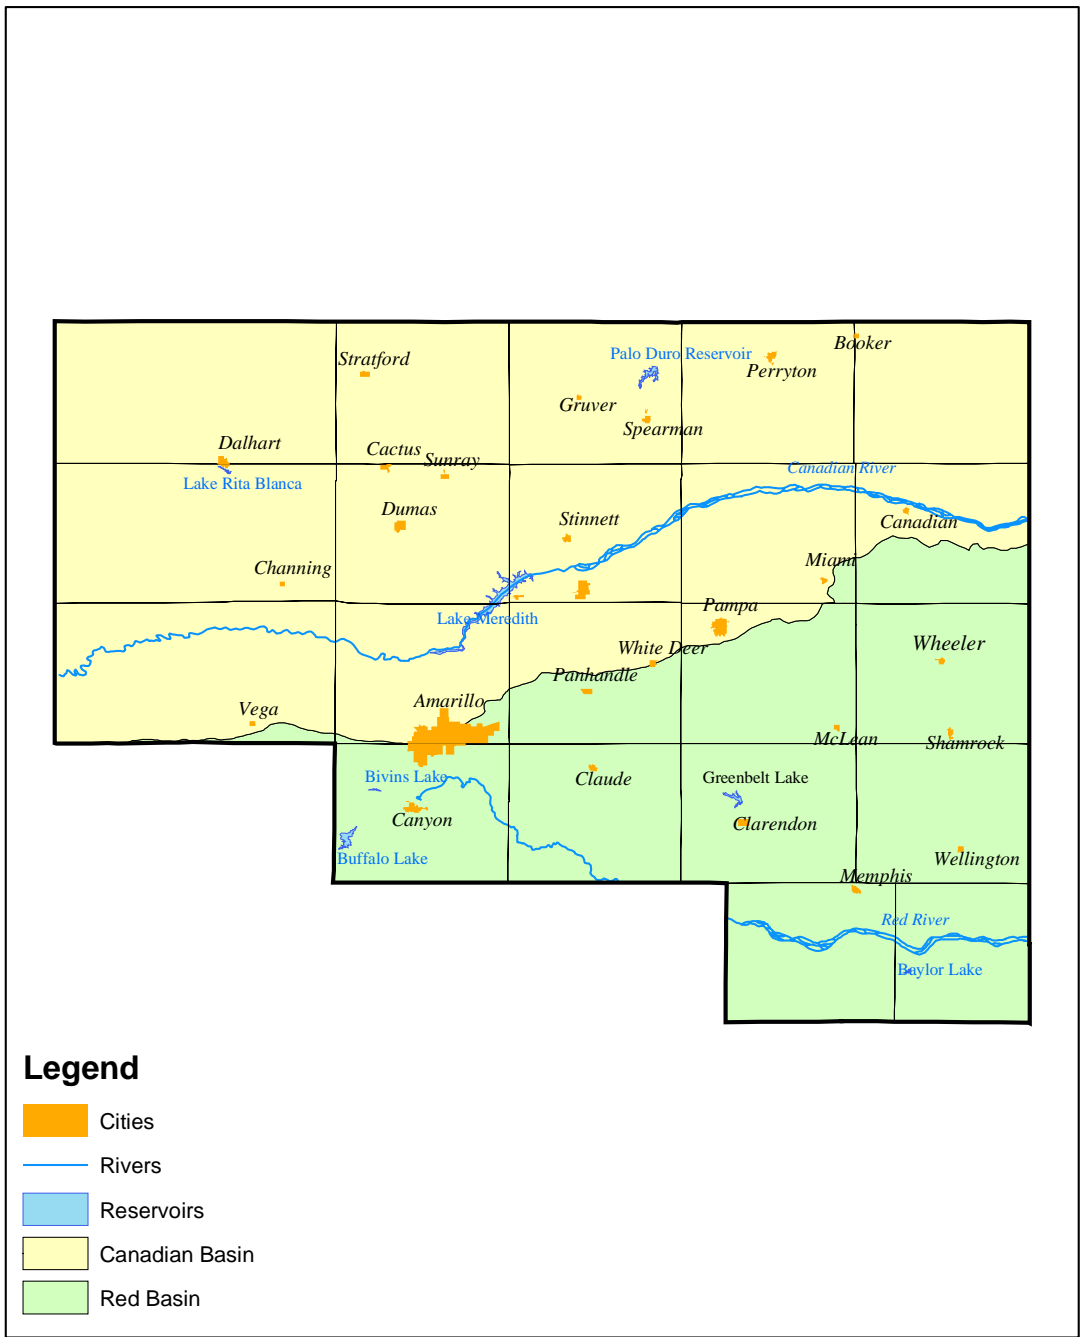 Booker
Palo Duro Reservoir
Stratford
Perryton
Gruver
Spearman
Dalhart
Cactus
Sunray
Canadian River
Lake Rita Blanca
Dumas
Stinnett
Canadian
Miami
Channing
Pampa
Lake Meredith
Wheeler
White Deer
Panhandle
Amarillo
Vega
McLean
Shamrock
Bivins Lake
Claude
Greenbelt Lake
Canyon
Clarendon
Buffalo Lake
Wellington
Memphis
Red River
Baylor Lake
Legend
Cities
Rivers
Reservoirs
Canadian Basin
Red Basin